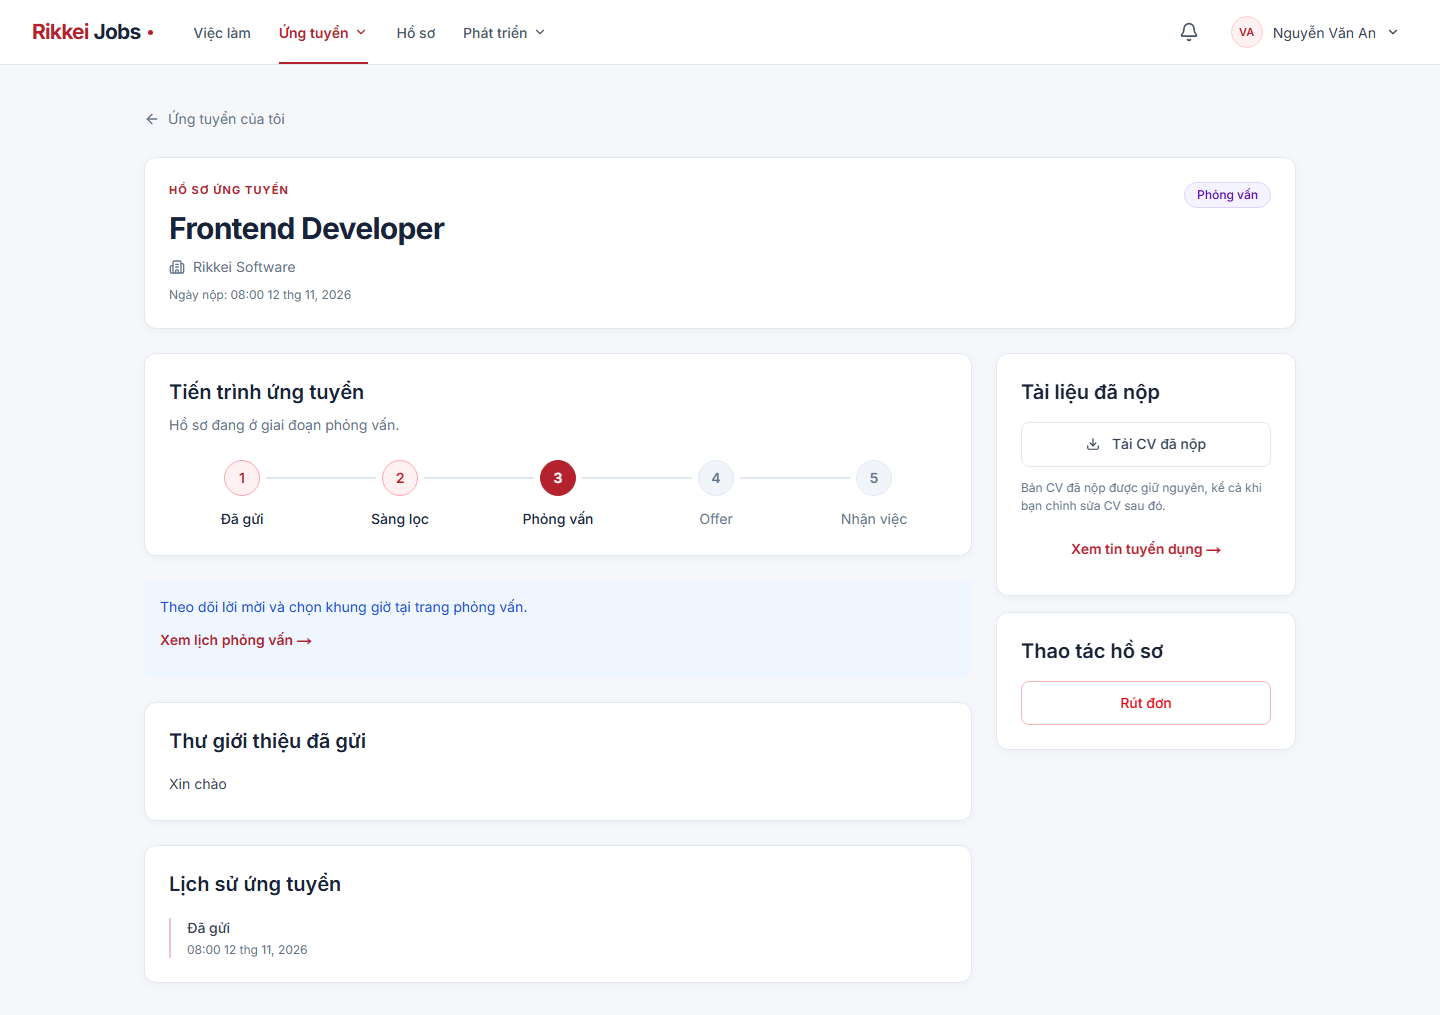 Rikkei Jobs
Việc làm
Ứng tuyển
Hồ sơ
Phát triển
VA
Nguyễn Văn An
Ứng tuyển của tôi
HỒ SƠ ỨNG TUYỂN
Phỏng vấn
Frontend Developer
Rikkei Software
Ngày nộp: 08:00 12 thg 11, 2026
Tiến trình ứng tuyển
Hồ sơ đang ở giai đoạn phỏng vấn.
1
2
3
4
5
Đã gửi
Sàng lọc
Phỏng vấn
Offer
Nhận việc
Theo dõi lời mời và chọn khung giờ tại trang phỏng vấn.
Xem lịch phỏng vấn →
Thư giới thiệu đã gửi
Xin chào
Lịch sử ứng tuyển
Đã gửi
08:00 12 thg 11, 2026
Tài liệu đã nộp
Tải CV đã nộp
Bản CV đã nộp được giữ nguyên, kể cả khi
bạn chỉnh sửa CV sau đó.
Xem tin tuyển dụng →
Thao tác hồ sơ
Rút đơn